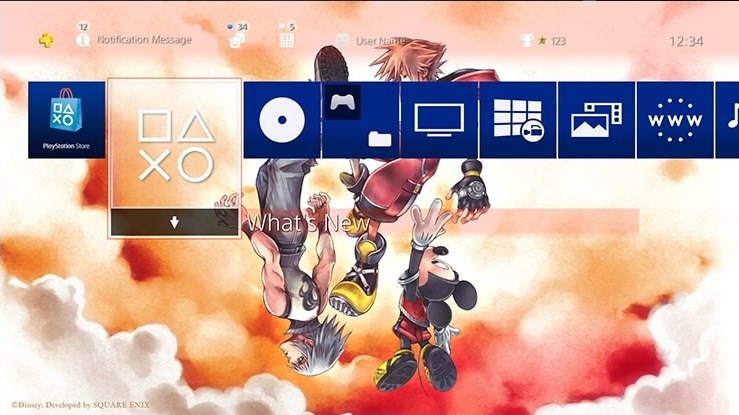 12
34
5
Notification Message
User Name
123
12:34
PlayStation Store
WWW
What's New
©Disney. Developed by SQUARE ENIX